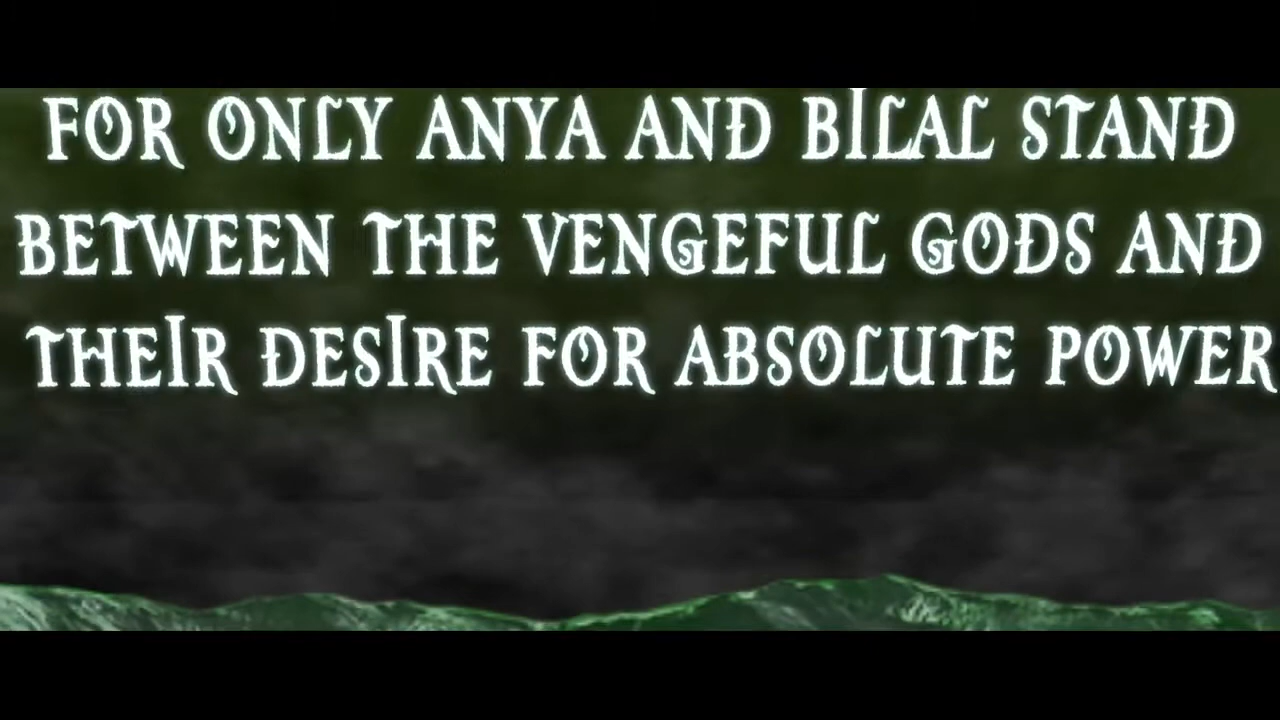 FOR ONLY ANYA AND BILAL STAND
BETWEEN THE VENGEFUL GODS AND
THEIR DESIRE FOR ABSOLUTE POWER